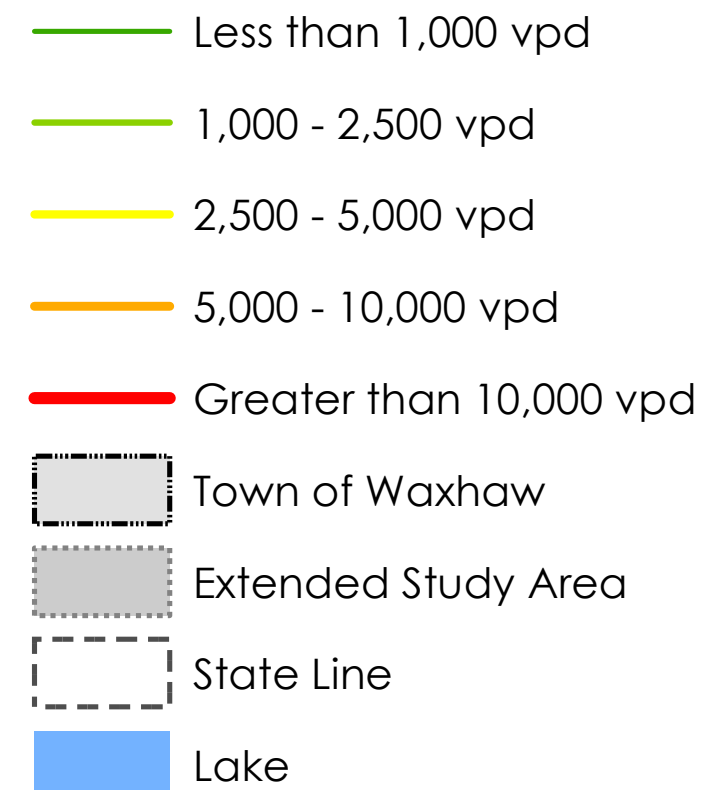 Less than 1,000 vpd
1,000 - 2,500 vpd
2,500 - 5,000 vpd
5,000 - 10,000 vpd
Greater than 10,000 vpd
Town of Waxhaw
Extended Study Area
State Line
Lake